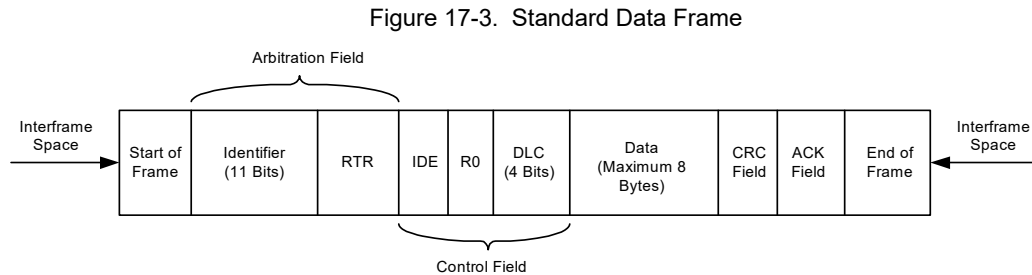 Figure 17-3. Standard Data Frame
Arbitration Field
Interframe
Space
Start of
Frame
Identifier
(11 Bits)
RTR
IDE
R0
DLC
(4 Bits)
Data
(Maximum 8
Bytes)
CRC
Field
ACK
Field
End of
Frame
Interframe
Space
Control Field